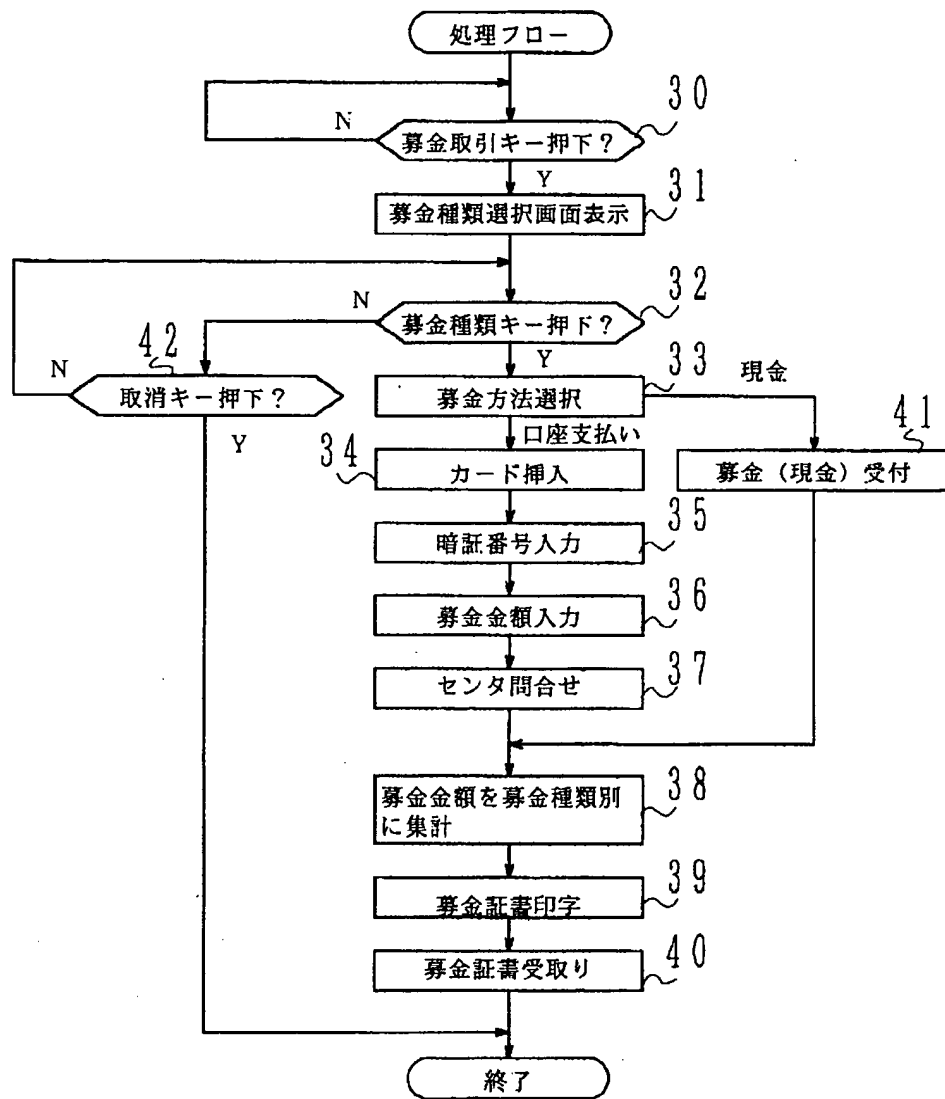 処理フロー
30
N
募金取引キー押下？
Y
31
募金種類選択画面表示
32
N
募金種類キー押下？
42
Y
33
現金
N
取消キー押下？
募金方法選択
41
Y
口座支払い
34
カード挿入
募金（現金）受付
35
暗証番号入力
36
募金金額入力
37
センタ問合せ
38
募金金額を募金種類別
に集計
39
募金証書印字
40
募金証書受取り
終了